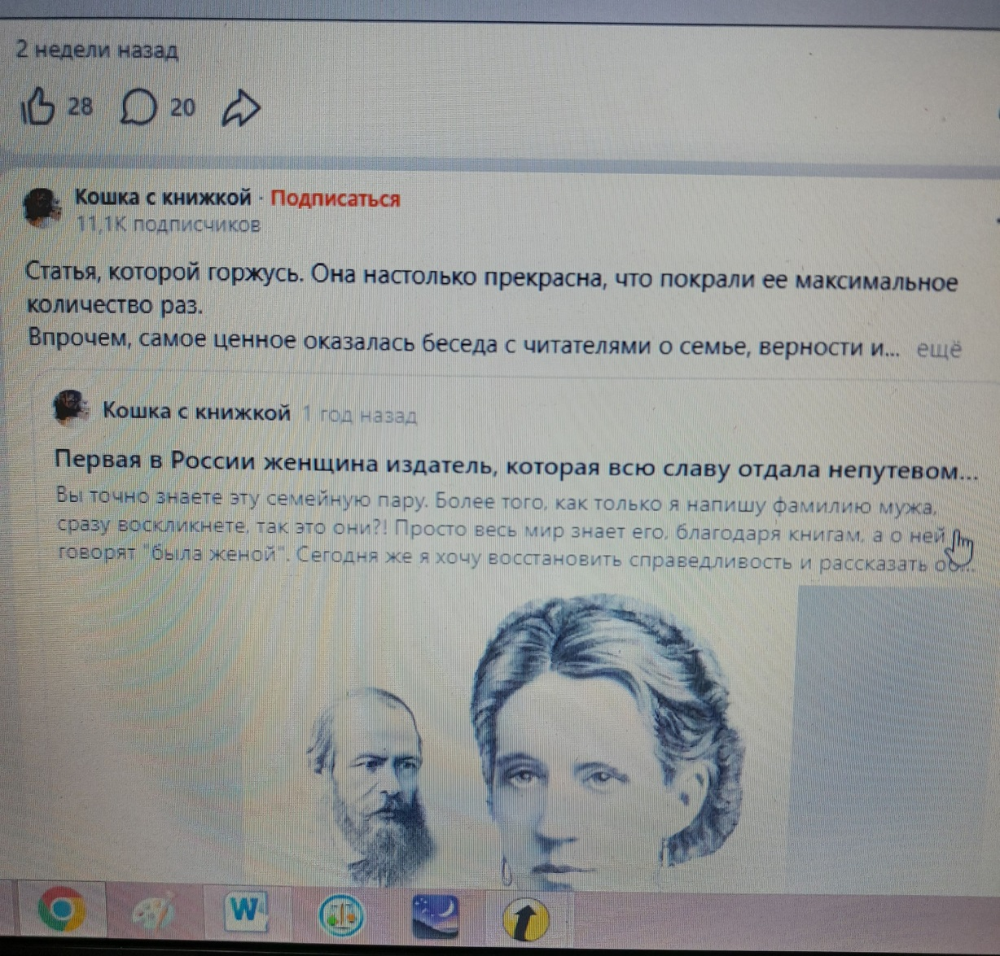 2 недели назад
28 20
Кошка с книжкой · Подписаться
11,1К подписчиков
Статья, которой горжусь. Она настолько прекрасна, что покрали ее максимальное
количество раз.
Впрочем, самое ценное оказалась беседа с читателями о семье, верности и... ещё
Кошка с книжкой 1 год назад
Первая в России женщина издатель, которая всю славу отдала непутевом...
Вы точно знаете эту семейную пару. Более того, как только я напишу фамилию мужа,
сразу воскликнете, так это они?! Просто весь мир знает его, благодаря книгам, а о ней
говорят "была женой". Сегодня же я хочу восстановить справедливость и рассказать об...
W